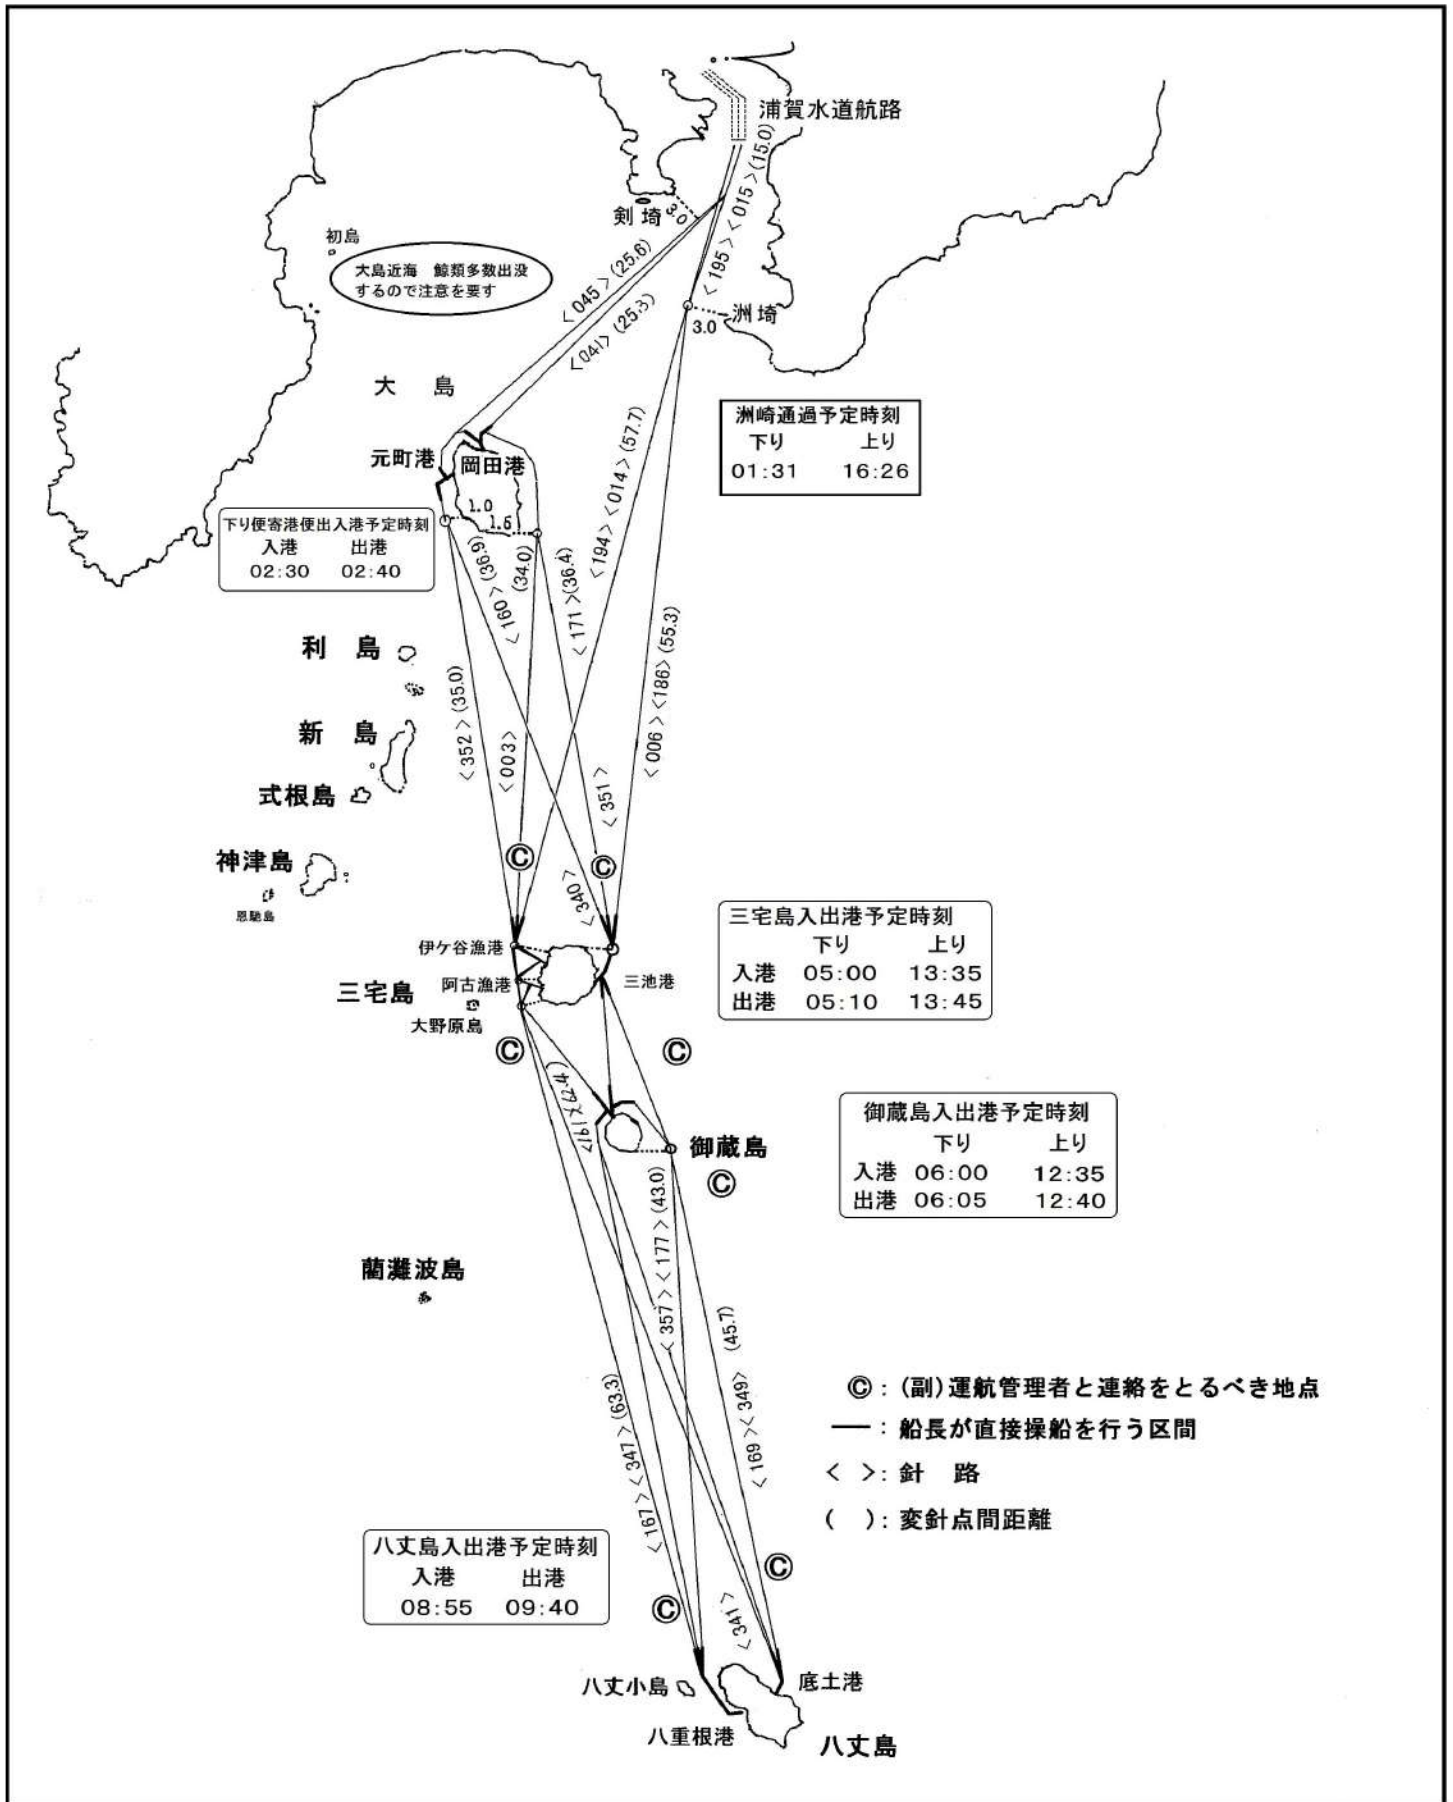 浦賀水道航路
剣埼
3.0
<195> <015> (15.0)
初島
大島近海 鯨類多数出没
するので注意を要す
<045> (25.6)
<041> (25.3)
洲埼
3.0
大 島
洲崎通過予定時刻
下り 上り
01:31 16:26
元町港
岡田港
1.0
1.5
下り便寄港便出入港予定時刻
入港 出港
02:30 02:40
<160> (36.9)
(34.0)
<171> (36.4)
<194> <014> (57.7)
<006> <186> (55.3)
利 島
<352> (35.0)
<003>
新 島
式根島
<351>
神津島
恩馳島
Ⓒ
Ⓒ
<340>
三宅島入出港予定時刻
下り 上り
入港 05:00 13:35
出港 05:10 13:45
伊ケ谷漁港
阿古漁港
三池港
三宅島
大野原島
Ⓒ
Ⓒ
<161> (62.4)
御蔵島入出港予定時刻
下り 上り
入港 06:00 12:35
出港 06:05 12:40
御蔵島
Ⓒ
<357> <177> (43.0)
藺灘波島
(45.7)
<169> <349>
<167> <347> (63.3)
Ⓒ : (副)運航管理者と連絡をとるべき地点
― : 船長が直接操船を行う区間
< > : 針 路
( ) : 変針点間距離
八丈島入出港予定時刻
入港 出港
08:55 09:40
Ⓒ
Ⓒ
<341>
八丈小島
底土港
八重根港
八丈島